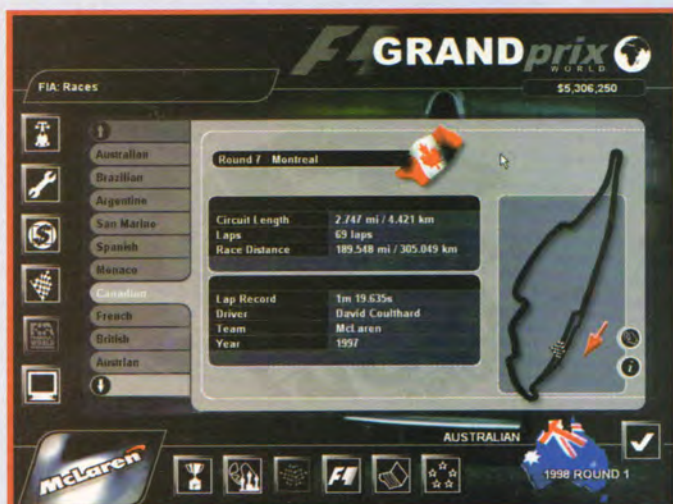 F1 GRAND prix
WORLD
FIA: Races
$5,306,250
Australian
Brazilian
Argentine
San Marino
Spanish
Monaco
Canadian
French
British
Austrian
Round 7 Montreal
Circuit Length 2.747 mi / 4.421 km
Laps 69 laps
Race Distance 189.548 mi / 305.049 km
Lap Record 1m 19.635s
Driver David Coulthard
Team McLaren
Year 1997
i
AUSTRALIAN
1998 ROUND 1
McLaren
F1